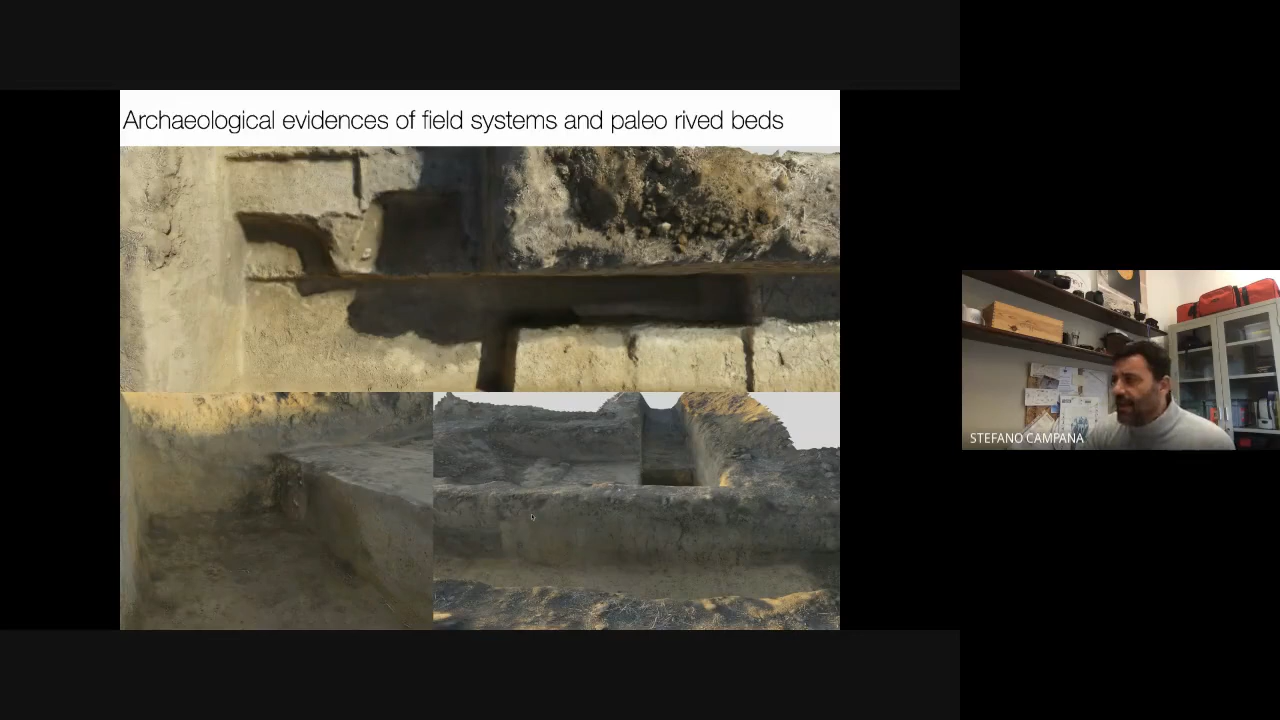 Archaeological evidences of field systems and paleo rived beds
STEFANO CAMPANA